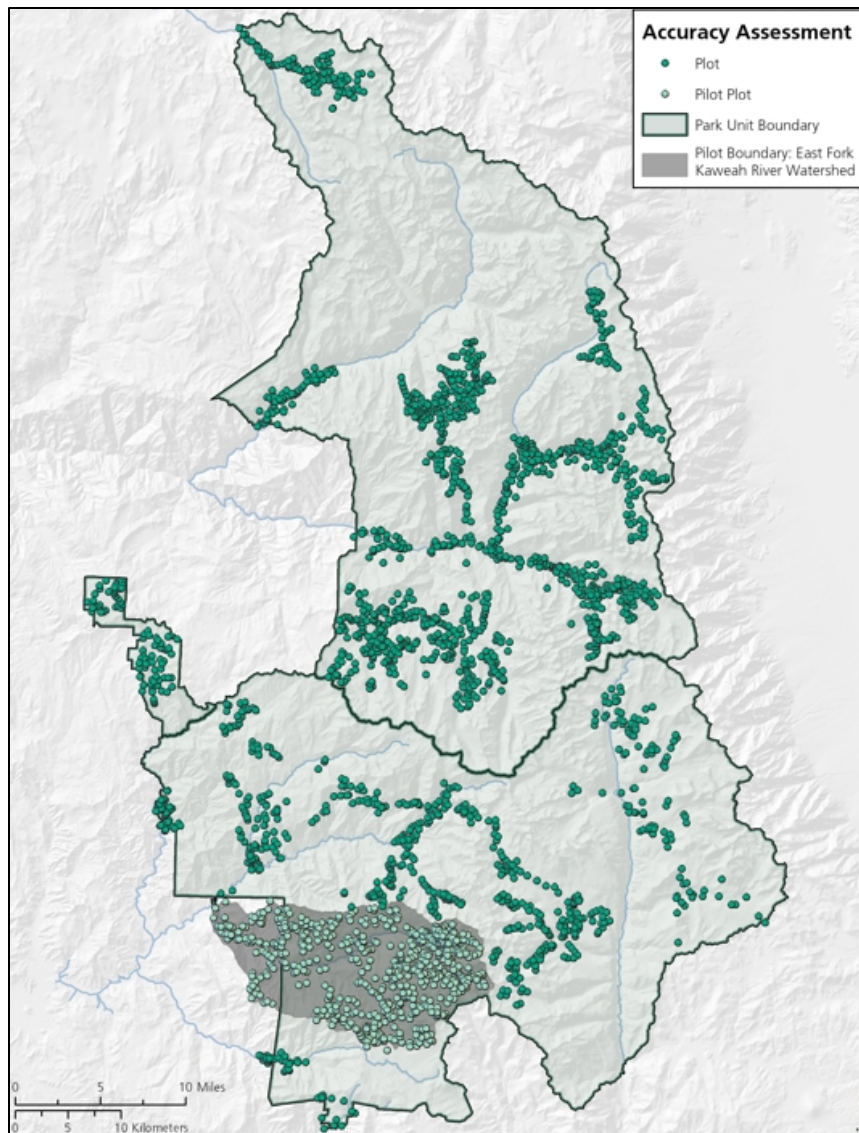 Accuracy Assessment
Plot
Pilot Plot
Park Unit Boundary
Pilot Boundary: East Fork
Kaweah River Watershed
0 5 10 Miles
0 5 10 Kilometers